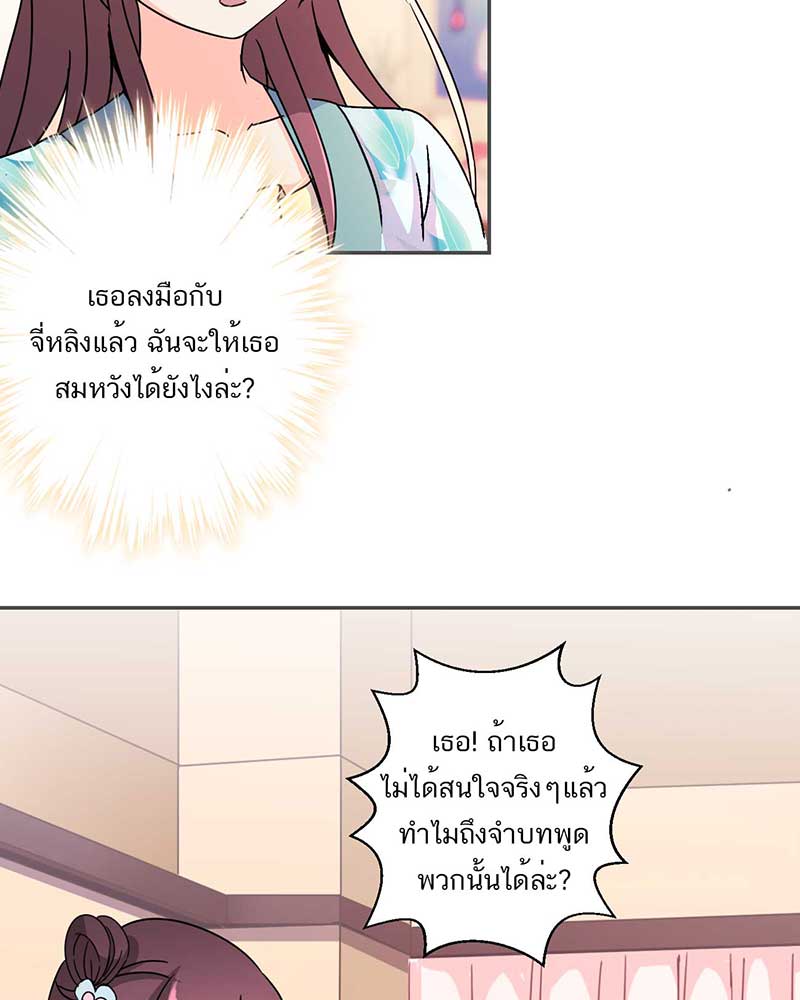 เธอลงมือกับ
จี่หลิงแล้ว ฉันจะให้เธอ
สมหวังได้ยังไงล่ะ?
เธอ! ถ้าเธอ
ไม่ได้สนใจจริงๆแล้ว
ทำไมถึงจำบทพูด
พวกนั้นได้ล่ะ?